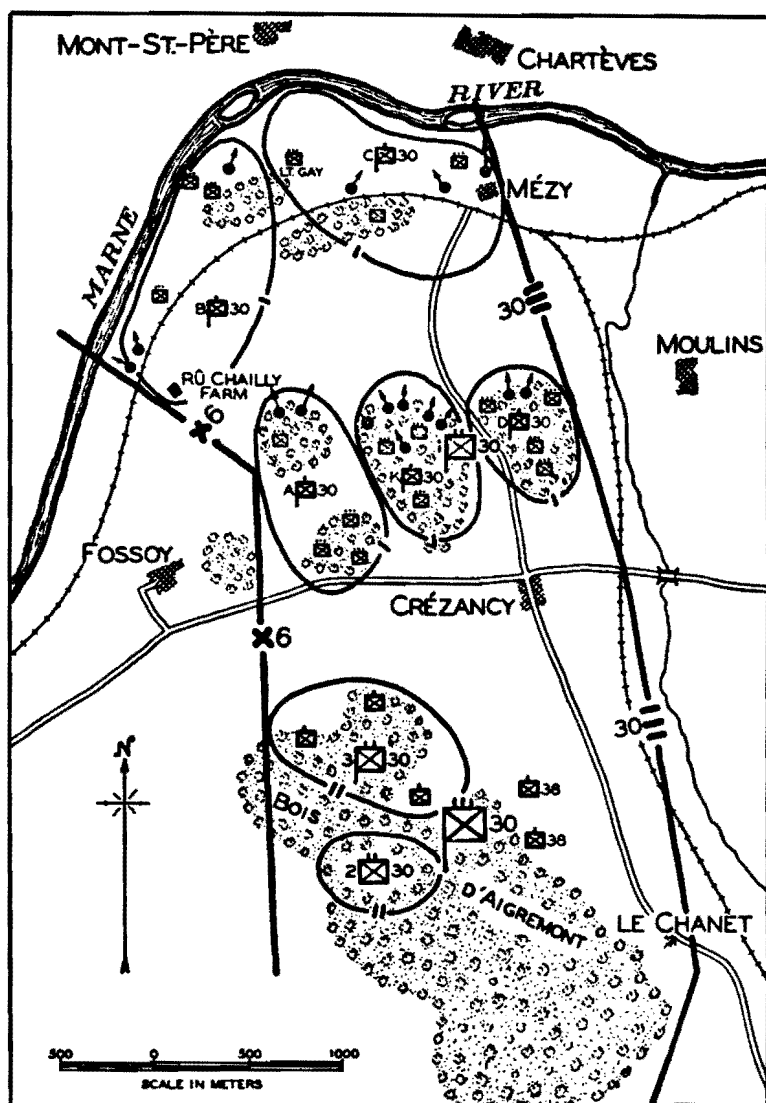 MONT-ST.-PÈRE
CHARTÈVES
RIVER
MARNE
C 30
LT. GAY
MÉZY
B 30
30
MOULINS
RÛ CHAILLY
FARM
6
1 30
D 30
K 30
A 30
FOSSOY
CRÉZANCY
6
30
3 30
D
BOIS
38
30
38
2 30
D'AIGREMONT
LE CHANET
N
500 0 500 1000
SCALE IN METERS